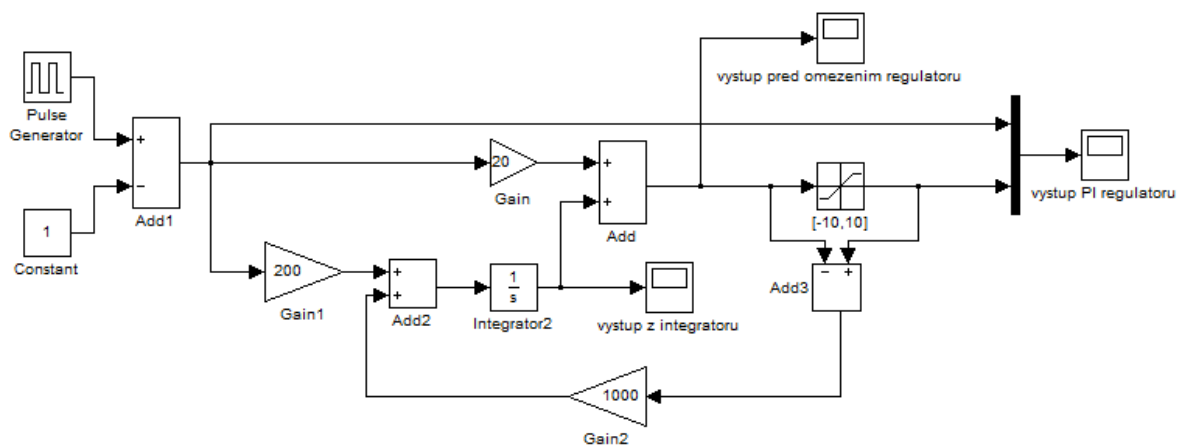 vystup pred omezenim regulatoru
Pulse
Generator
+
−
Add1
1
Constant
20
Gain
+
+
Add
[-10,10]
vystup PI regulatoru
200
Gain1
+
+
Add2
1
s
Integrator2
vystup z integratoru
− +
Add3
1000
Gain2